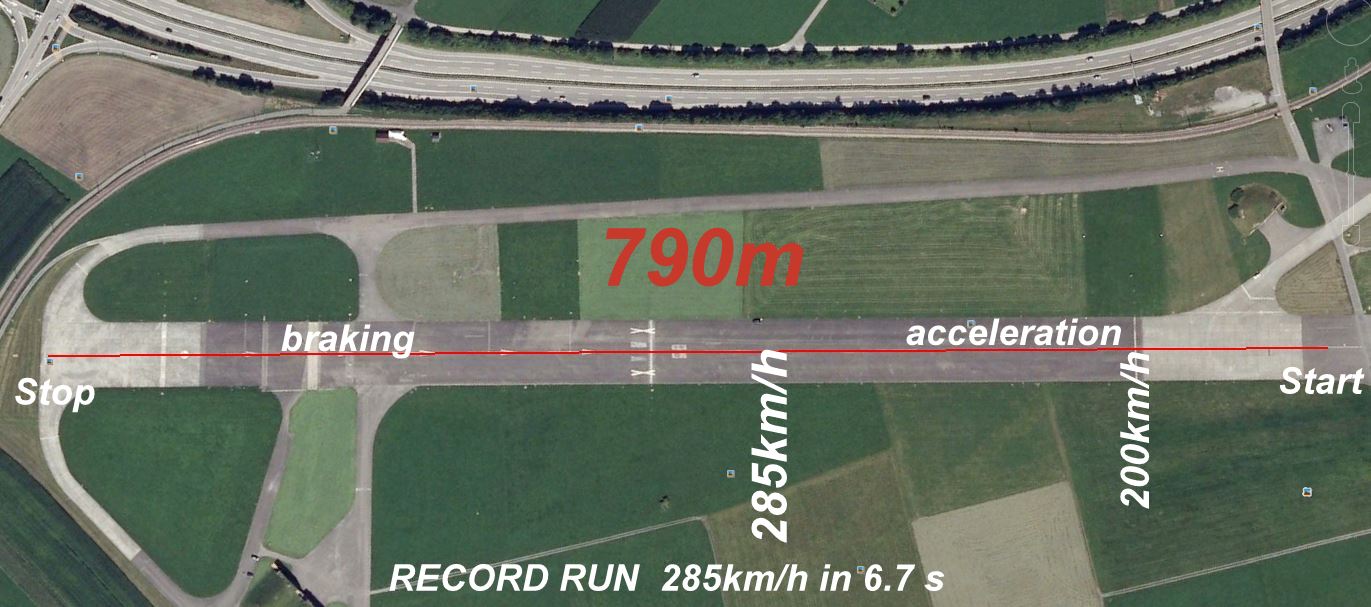 790m
braking
acceleration
Stop
Start
285km/h
200km/h
RECORD RUN 285km/h in 6.7 s